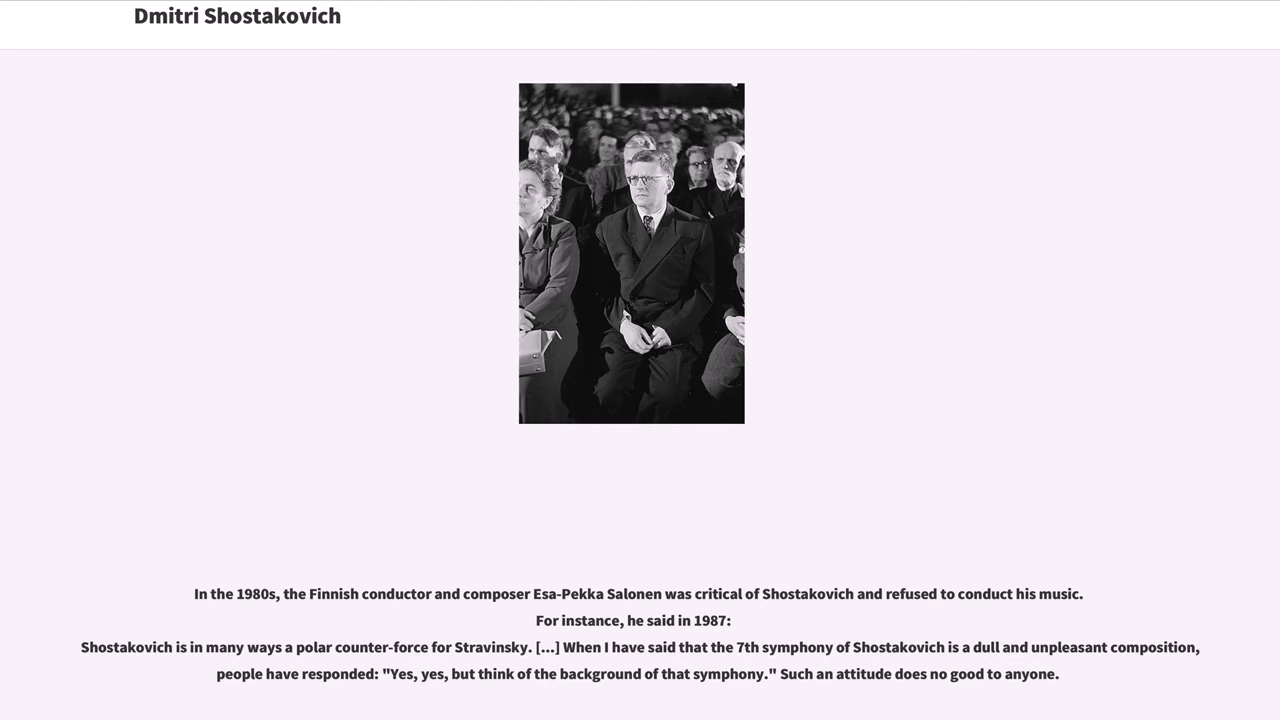 Dmitri Shostakovich
In the 1980s, the Finnish conductor and composer Esa-Pekka Salonen was critical of Shostakovich and refused to conduct his music.
For instance, he said in 1987:
Shostakovich is in many ways a polar counter-force for Stravinsky. [...] When I have said that the 7th symphony of Shostakovich is a dull and unpleasant composition,
people have responded: "Yes, yes, but think of the background of that symphony." Such an attitude does no good to anyone.